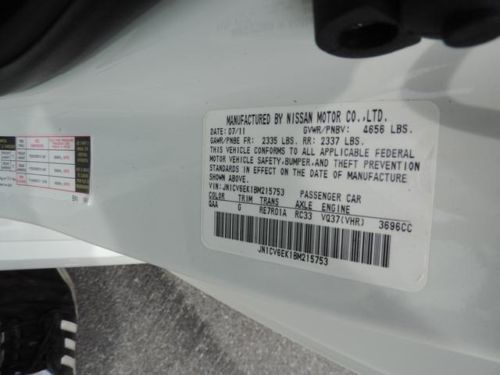 MANUFACTURED BY NISSAN MOTOR CO.,LTD.
DATE: 07/11 GVWR/PNBV: 4656 LBS.
GAWR/PNBE FR: 2335 LBS. RR: 2337 LBS.
THIS VEHICLE CONFORMS TO ALL APPLICABLE FEDERAL
MOTOR VEHICLE SAFETY, BUMPER, AND THEFT PREVENTION
STANDARDS IN EFFECT ON THE DATE OF MANUFACTURE
SHOWN ABOVE.
VIN: JN1CV6EK1BM215753 PASSENGER CAR
COLOR TRIM TRANS AXLE ENGINE
QAA G RE7R01A RC33 VQ37(VHR) 3696CC
JN1CV6EK1BM215753